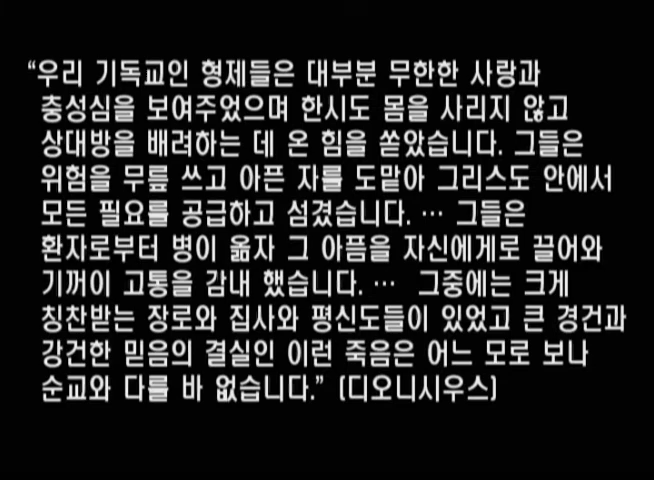 “우리 기독교인 형제들은 대부분 무한한 사랑과
충성심을 보여주었으며 한시도 몸을 사리지 않고
상대방을 배려하는 데 온 힘을 쏟았습니다. 그들은
위험을 무릎 쓰고 아픈 자를 도맡아 그리스도 안에서
모든 필요를 공급하고 섬겼습니다. … 그들은
환자로부터 병이 옮자 그 아픔을 자신에게로 끌어와
기꺼이 고통을 감내 했습니다. … 그중에는 크게
칭찬받는 장로와 집사와 평신도들이 있었고 큰 경건과
강건한 믿음의 결실인 이런 죽음은 어느 모로 보나
순교와 다를 바 없습니다.” (디오니시우스)